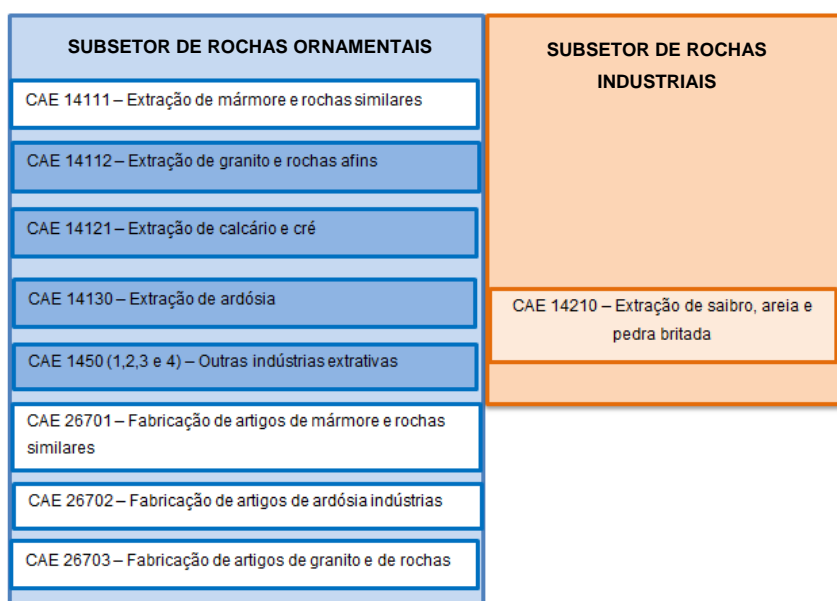 SUBSETOR DE ROCHAS ORNAMENTAIS
CAE 14111 – Extração de mármore e rochas similares
CAE 14112 – Extração de granito e rochas afins
CAE 14121 – Extração de calcário e cré
CAE 14130 – Extração de ardósia
CAE 1450 (1,2,3 e 4) – Outras indústrias extrativas
CAE 26701 – Fabricação de artigos de mármore e rochas
similares
CAE 26702 – Fabricação de artigos de ardósia indústrias
CAE 26703 – Fabricação de artigos de granito e de rochas
SUBSETOR DE ROCHAS
INDUSTRIAIS
CAE 14210 – Extração de saibro, areia e
pedra britada